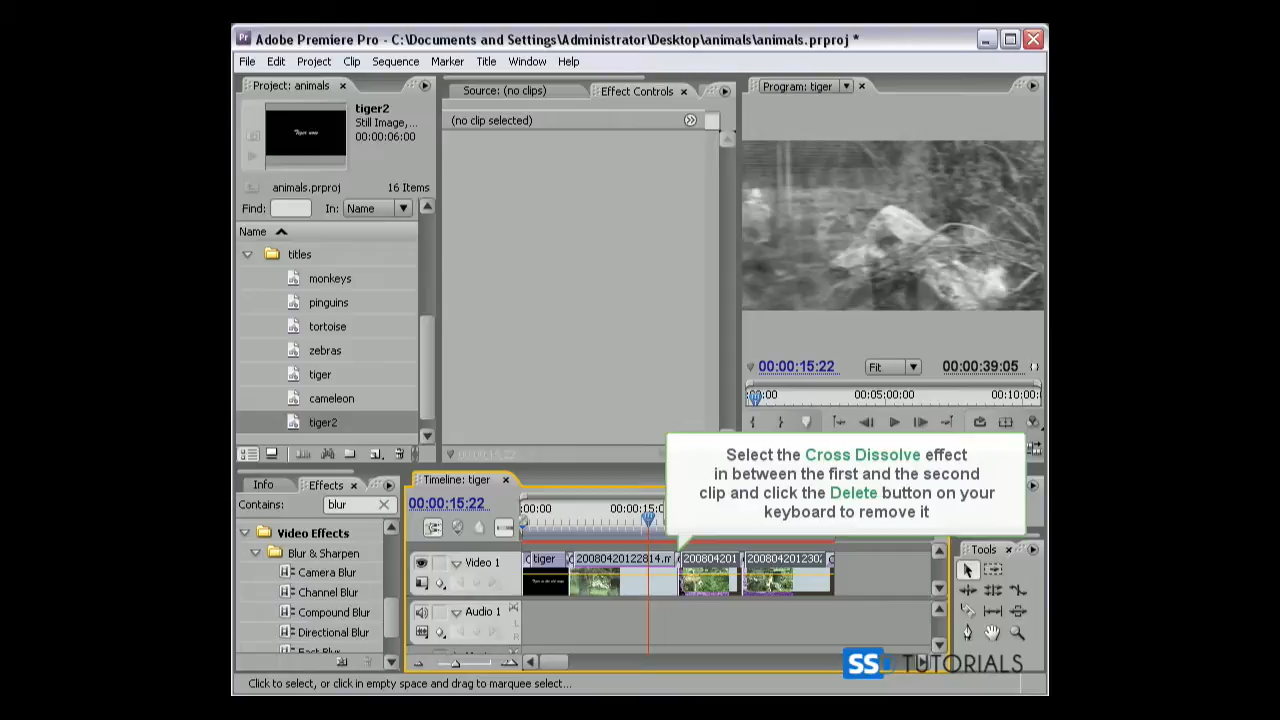 Adobe Premiere Pro - C:\Documents and Settings\Administrator\Desktop\animals\animals.prproj *
File Edit Project Clip Sequence Marker Title Window Help
Project: animals
tiger2
Still Image,...
00:00:06:00
animals.prproj 16 Items
Find: In: Name
Name
titles
monkeys
pinguins
tortoise
zebras
tiger
cameleon
tiger2
Source: (no clips) Effect Controls
(no clip selected)
Program: tiger
00:00:15:22 Fit 00:00:39:05
:00:00 00:05:00:00 00:10:00:
Select the Cross Dissolve effect
in between the first and the second
clip and click the Delete button on your
keyboard to remove it
Info Effects
Contains: blur
Video Effects
Blur & Sharpen
Camera Blur
Channel Blur
Compound Blur
Directional Blur
Fast Blur
Timeline: tiger
00:00:15:22
:00:00 00:00:15:0
Video 1
tiger 20080420122814.m 200804201 2008042012302
Audio 1
L
R
Tools
SS TUTORIALS
Click to select, or click in empty space and drag to marquee select...